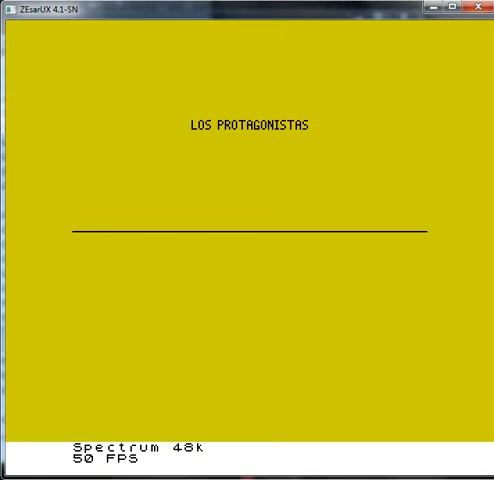 ZEsarUX 4.1-SN
LOS PROTAGONISTAS
Spectrum 48k
50 FPS